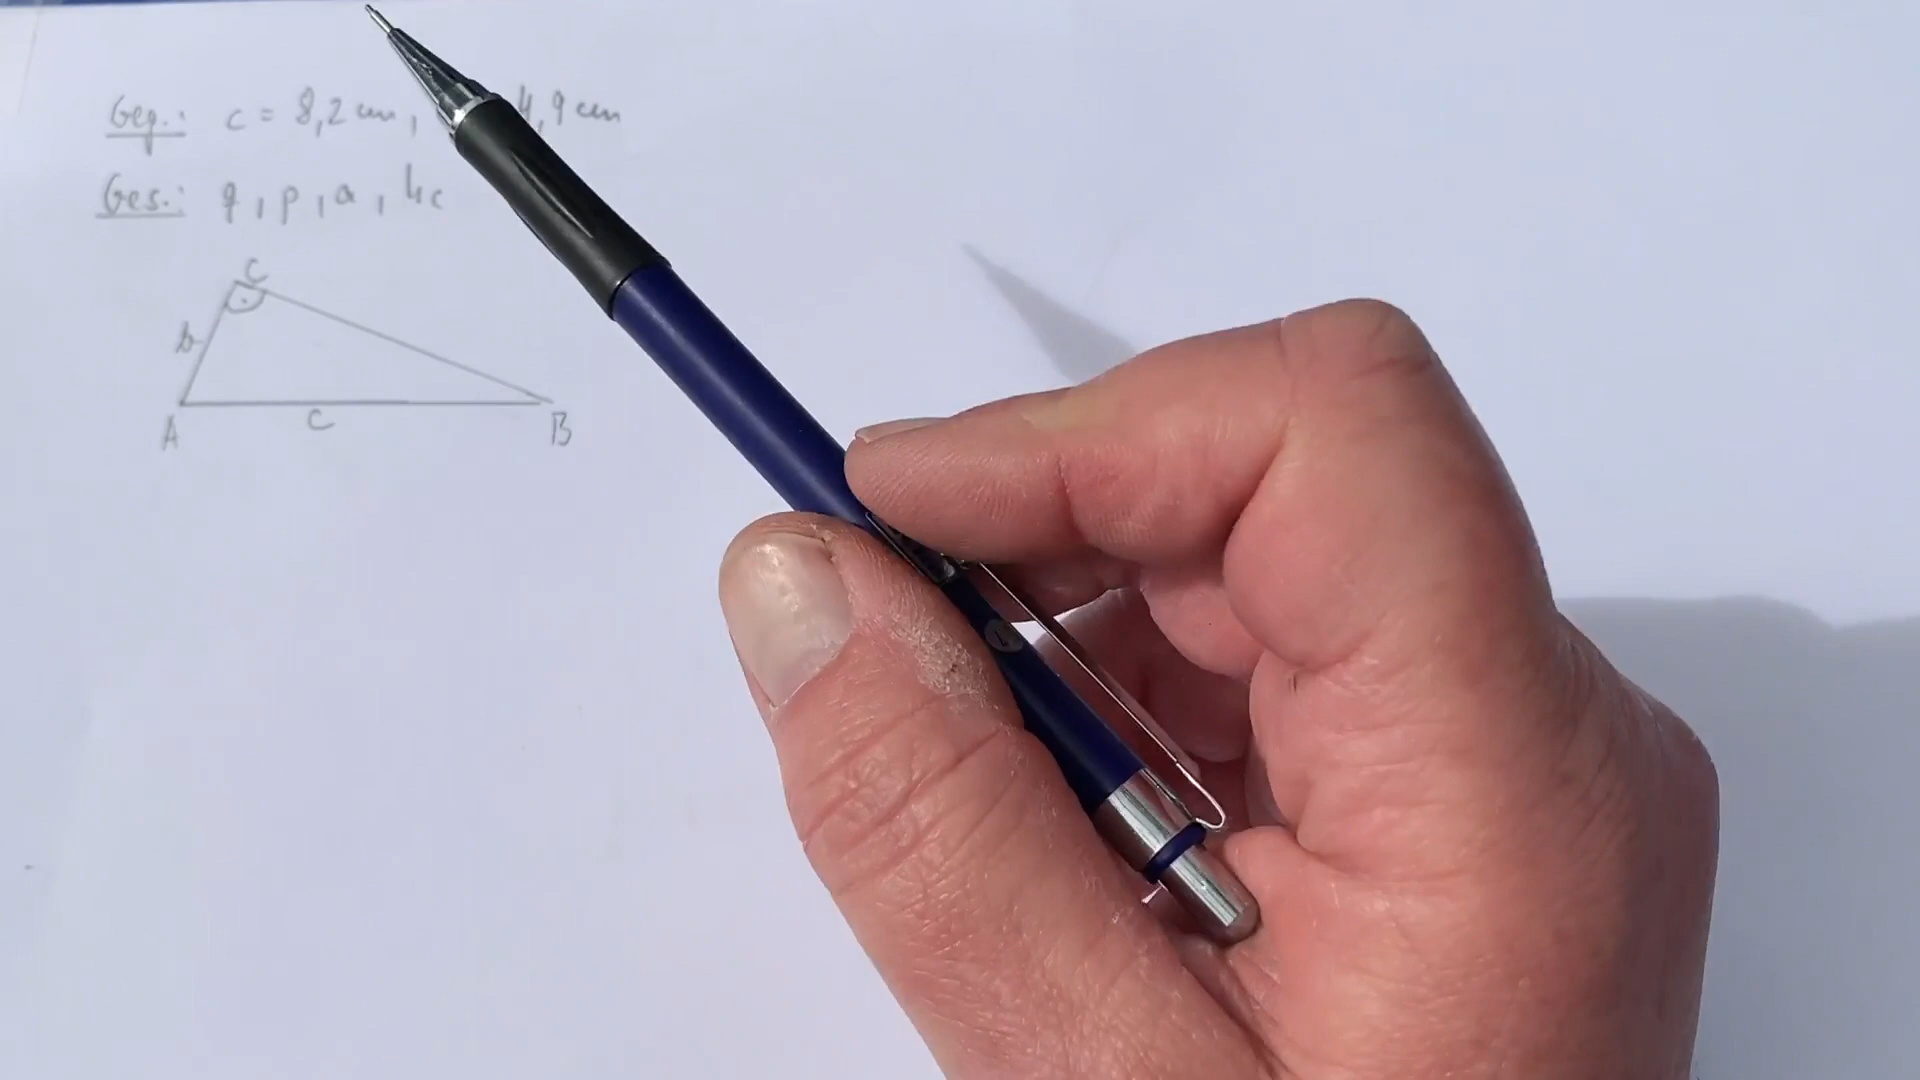 Geg.: c = 8,2 cm, 4,9 cm
Ges.: q, p, a, hc
C
b
c
A B